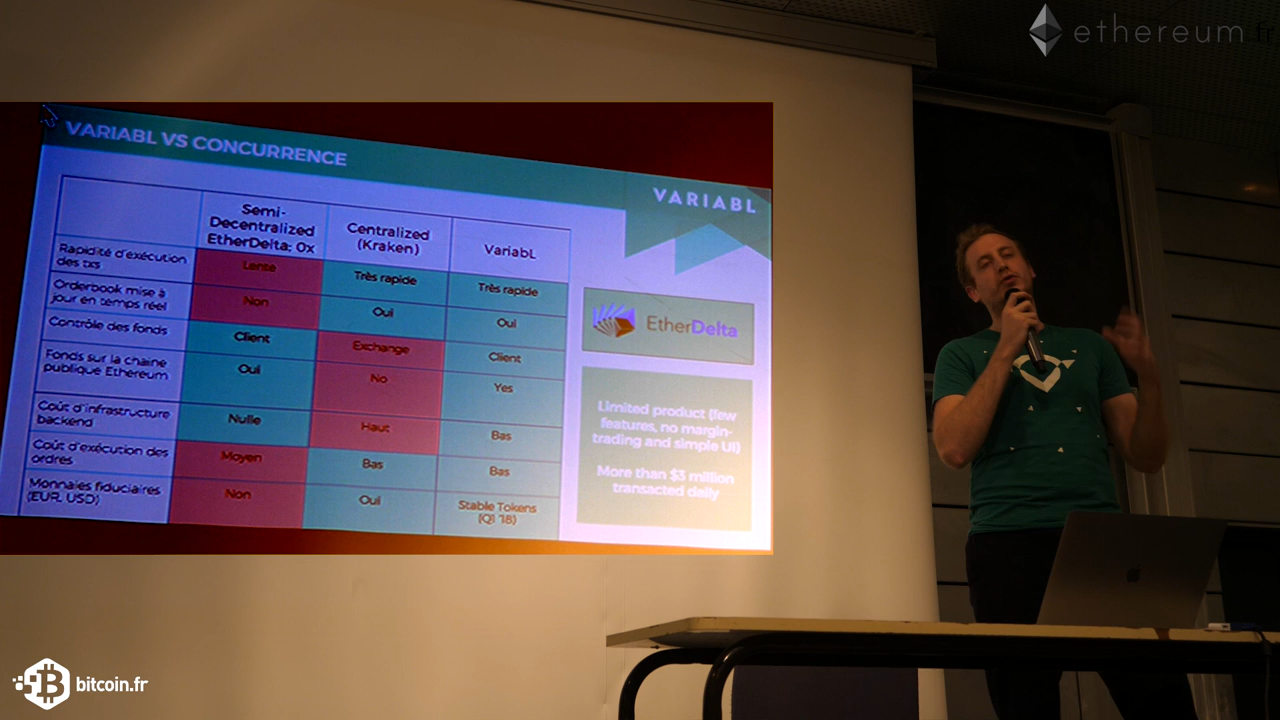 ethereum fr
VARIABL VS CONCURRENCE
VARIABL
Semi-
Decentralized
EtherDelta; 0x
Centralized
(Kraken)
VariabL
Rapidité d'exécution
des txs
Lente
Très rapide
Très rapide
Orderbook mise à
jour en temps réel
Non
Oui
Oui
Contrôle des fonds
Client
Exchange
Client
Fonds sur la chaine
publique Ethereum
Oui
No
Yes
Coût d'infrastructure
backend
Nulle
Haut
Bas
Coût d'exécution des
ordres
Moyen
Bas
Bas
Monnaies fiduciaires
(EUR, USD)
Non
Oui
Stable Tokens
(Q1 '18)
EtherDelta
Limited product (few
features, no margin-
trading and simple UI)
More than $3 million
transacted daily
bitcoin.fr